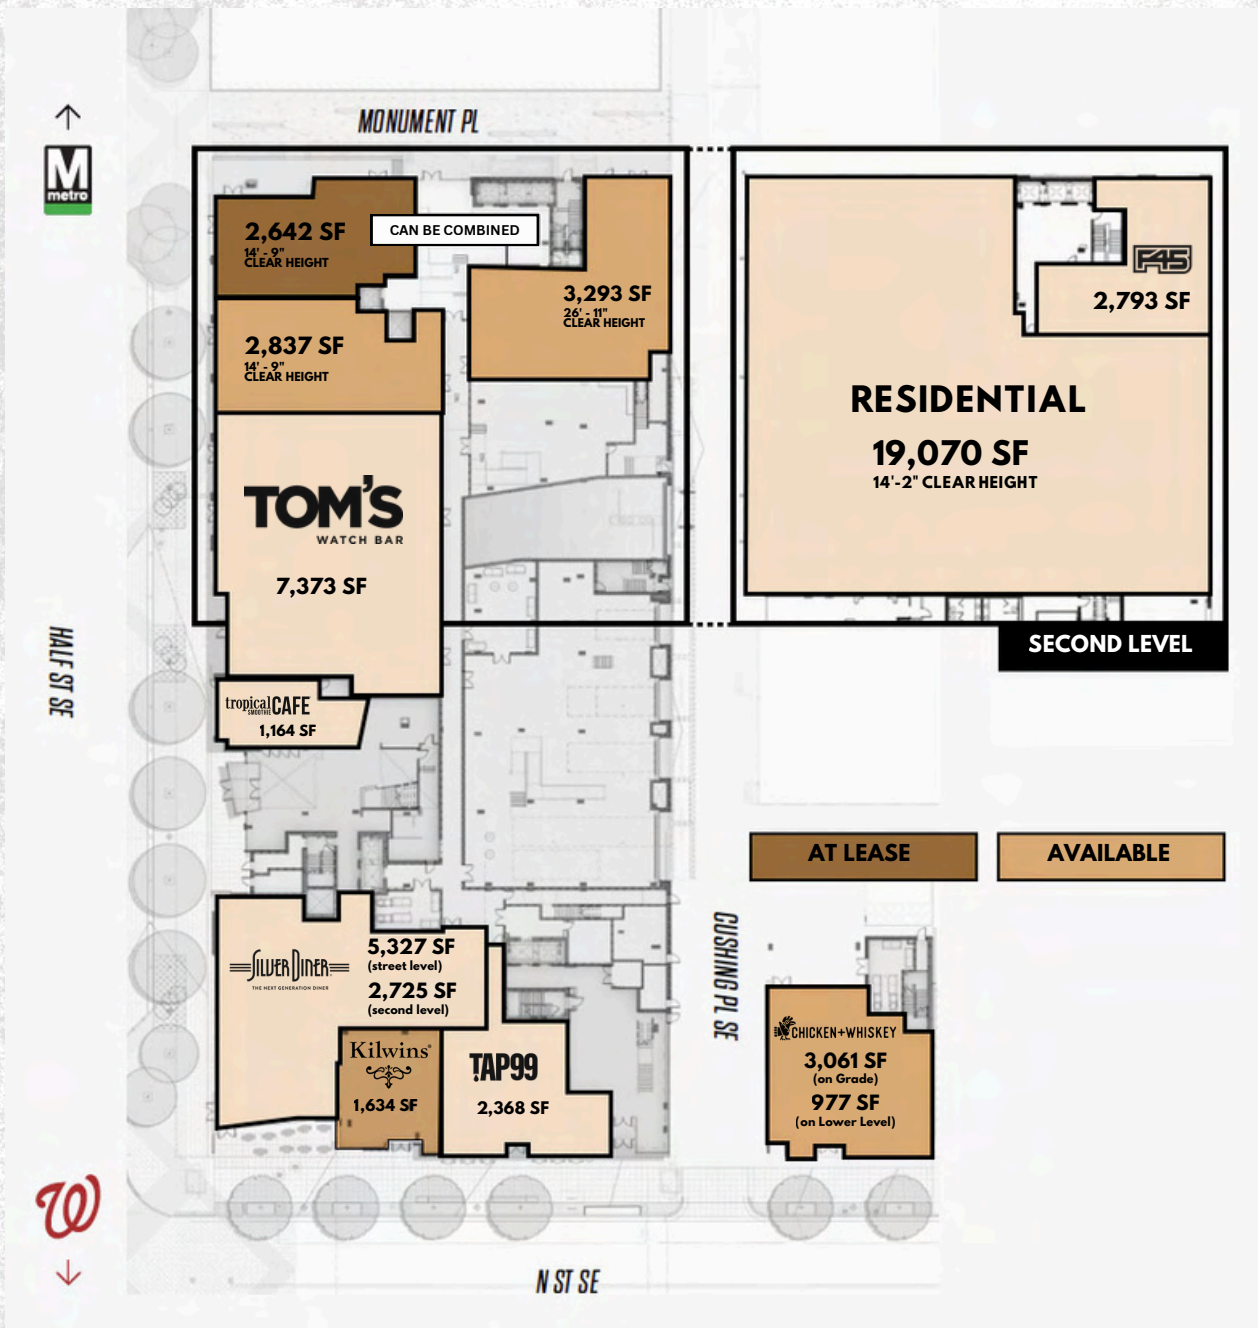 MONUMENT PL
M
metro
2,642 SF
14' - 9"
CLEAR HEIGHT
CAN BE COMBINED
3,293 SF
26' - 11"
CLEAR HEIGHT
2,837 SF
14' - 9"
CLEAR HEIGHT
F45
2,793 SF
RESIDENTIAL
19,070 SF
14'-2" CLEAR HEIGHT
TOM'S
WATCH BAR
7,373 SF
SECOND LEVEL
HALF ST SE
tropical CAFE
SMOOTHIE
1,164 SF
AT LEASE
AVAILABLE
SILVER DINER
THE NEXT GENERATION DINER
5,327 SF
(street level)
2,725 SF
(second level)
Kilwins
1,634 SF
TAP99
2,368 SF
CUSHING PL SE
CHICKEN+WHISKEY
3,061 SF
(on Grade)
977 SF
(on Lower Level)
W
N ST SE